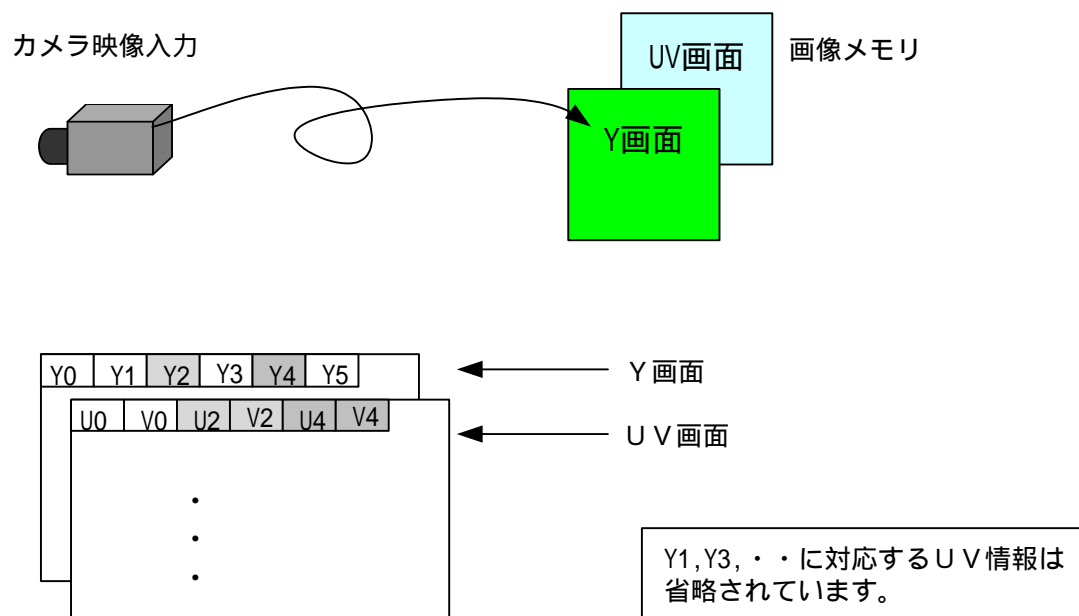 カメラ映像入力
UV画面
画像メモリ
Y画面
Y0 Y1 Y2 Y3 Y4 Y5
Y画面
U0 V0 U2 V2 U4 V4
UV画面
・
・
・
Y1,Y3,・・に対応するUV情報は
省略されています。